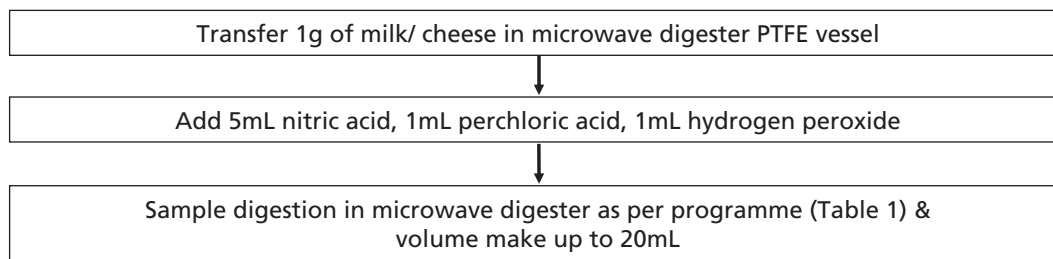 Transfer 1g of milk/ cheese in microwave digester PTFE vessel
Add 5mL nitric acid, 1mL perchloric acid, 1mL hydrogen peroxide
Sample digestion in microwave digester as per programme (Table 1) &
volume make up to 20mL